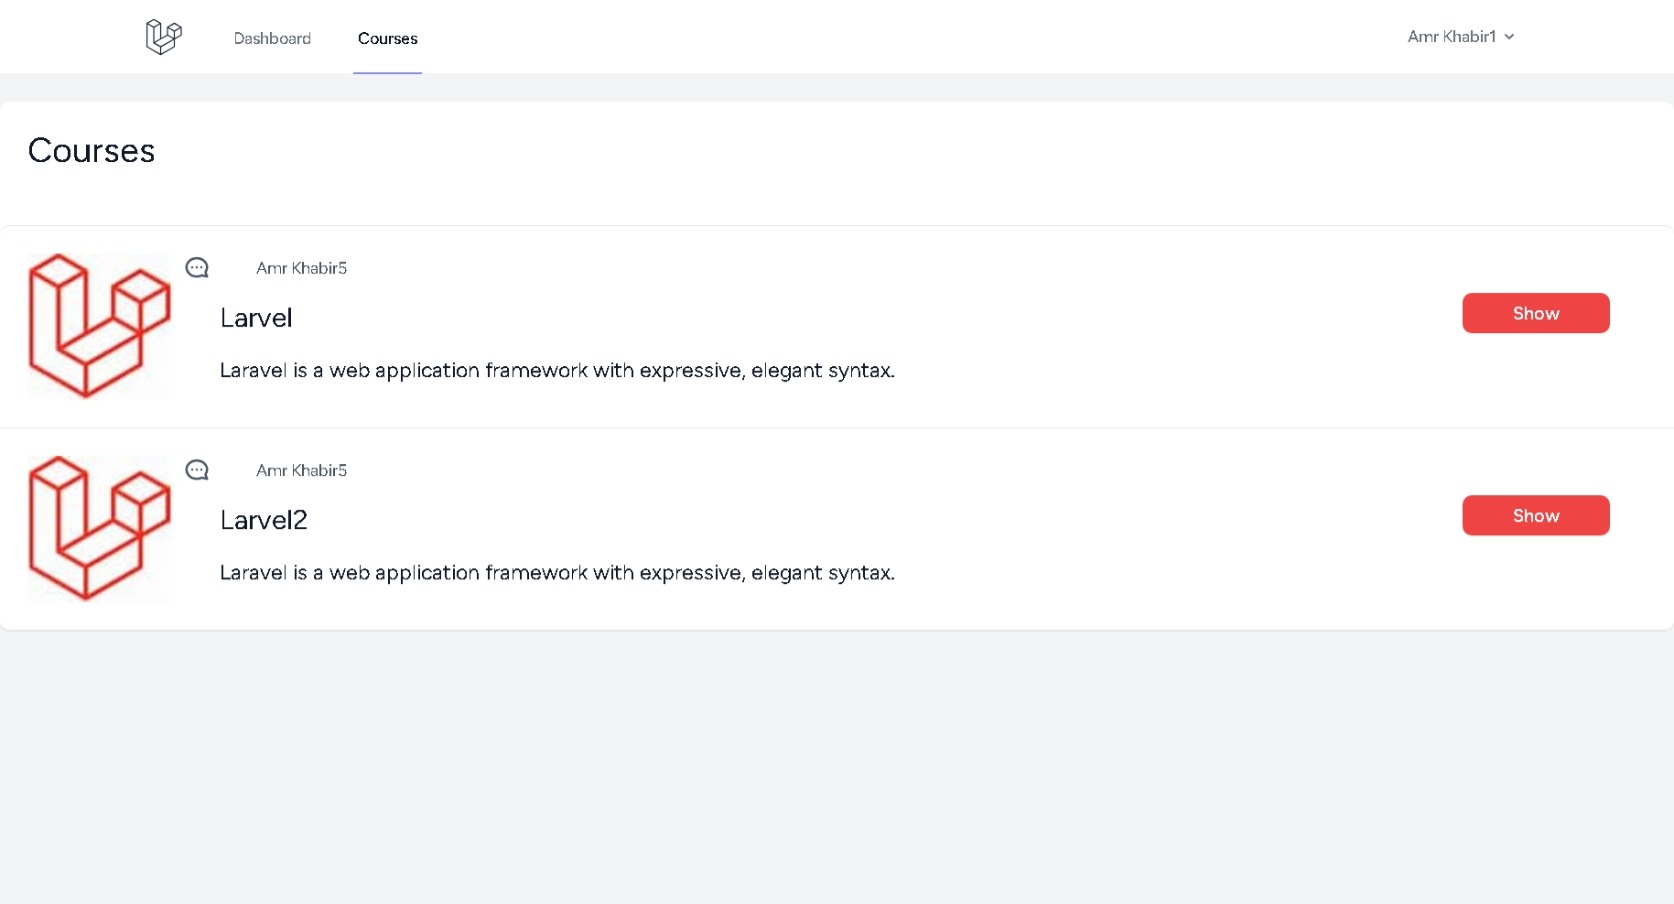 Dashboard Courses Amr Khabir1
Courses
Amr Khabir5
Larvel
Show
Laravel is a web application framework with expressive, elegant syntax.
Amr Khabir5
Larvel2
Show
Laravel is a web application framework with expressive, elegant syntax.